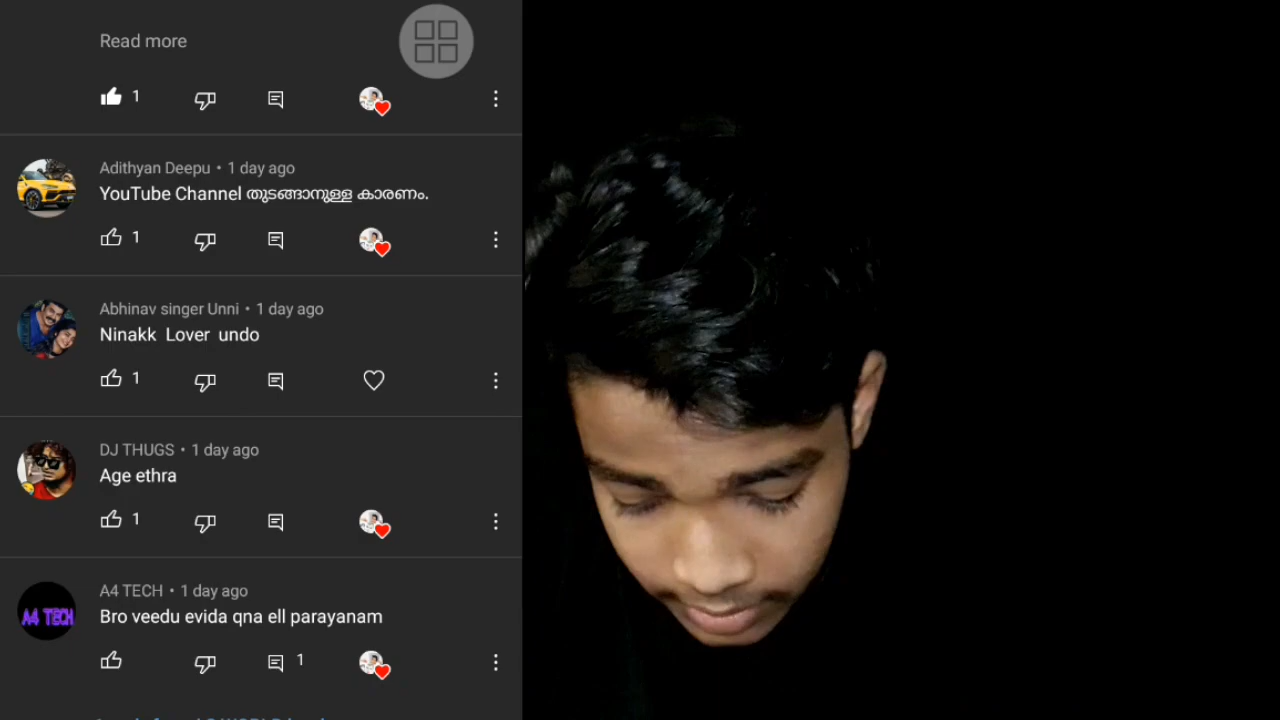 Read more
1
Adithyan Deepu • 1 day ago
YouTube Channel തുടങ്ങാനുള്ള കാരണം.
1
Abhinav singer Unni • 1 day ago
Ninakk Lover undo
1
DJ THUGS • 1 day ago
Age ethra
1
A4 TECH • 1 day ago
A4 TECH
Bro veedu evida qna ell parayanam
1